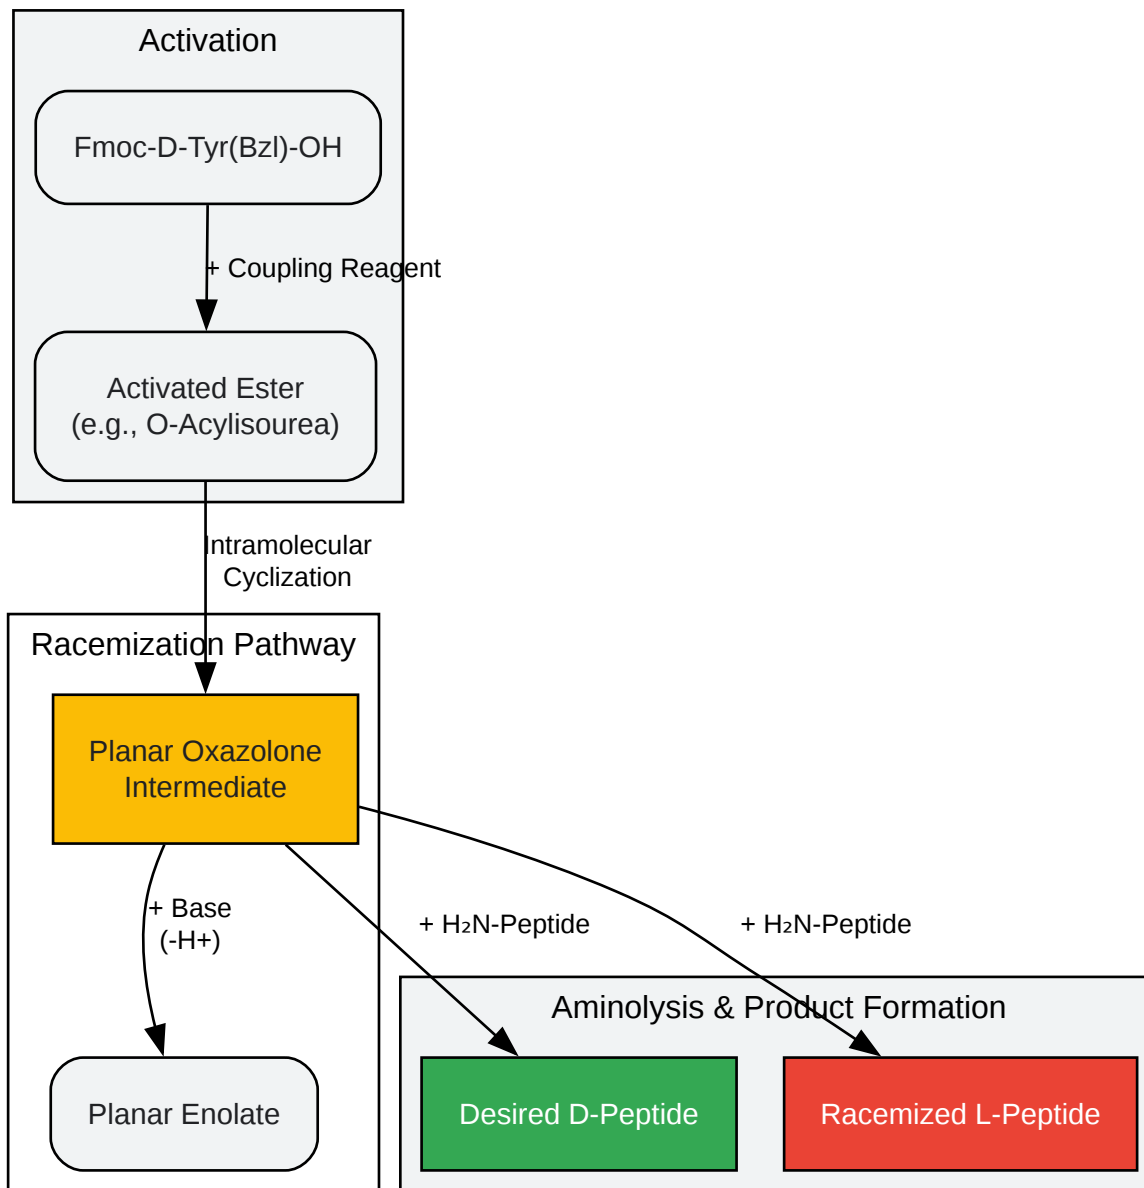 Activation
Fmoc-D-Tyr(Bzl)-OH
+ Coupling Reagent
Activated Ester
(e.g., O-Acylisourea)
Intramolecular
Cyclization
Racemization Pathway
Planar Oxazolone
Intermediate
+ Base
(-H+)
+ H₂N-Peptide
+ H₂N-Peptide
Aminolysis & Product Formation
Planar Enolate
Desired D-Peptide
Racemized L-Peptide